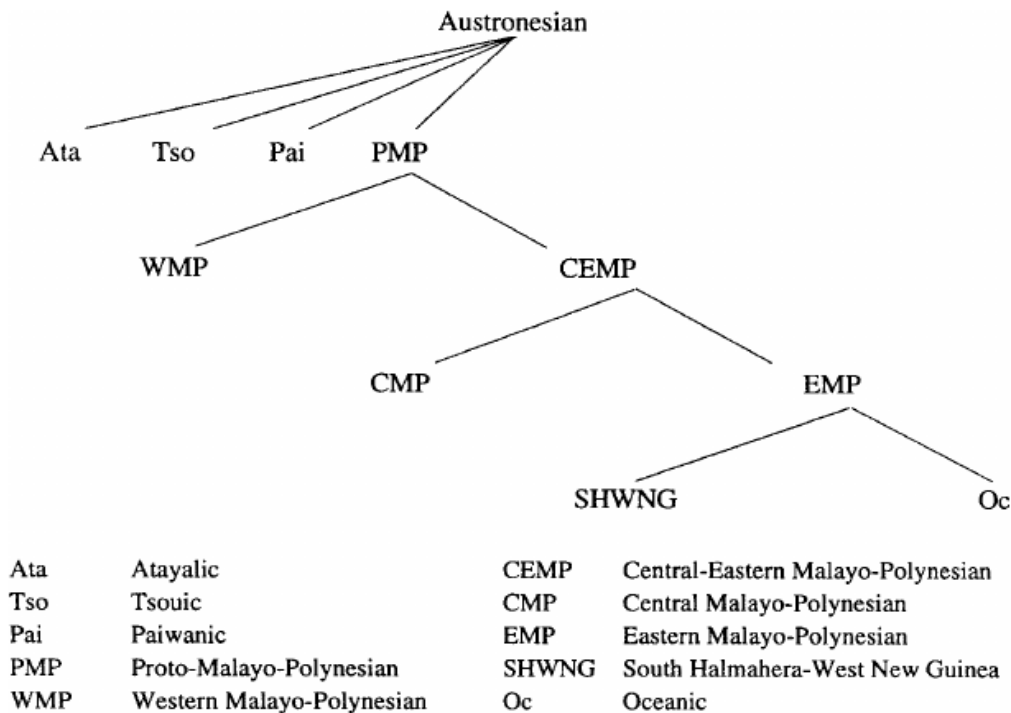 Austronesian
Ata Tso Pai PMP
WMP CEMP
CMP EMP
SHWNG Oc
Ata Atayalic CEMP Central-Eastern Malayo-Polynesian
Tso Tsouic CMP Central Malayo-Polynesian
Pai Paiwanic EMP Eastern Malayo-Polynesian
PMP Proto-Malayo-Polynesian SHWNG South Halmahera-West New Guinea
WMP Western Malayo-Polynesian Oc Oceanic